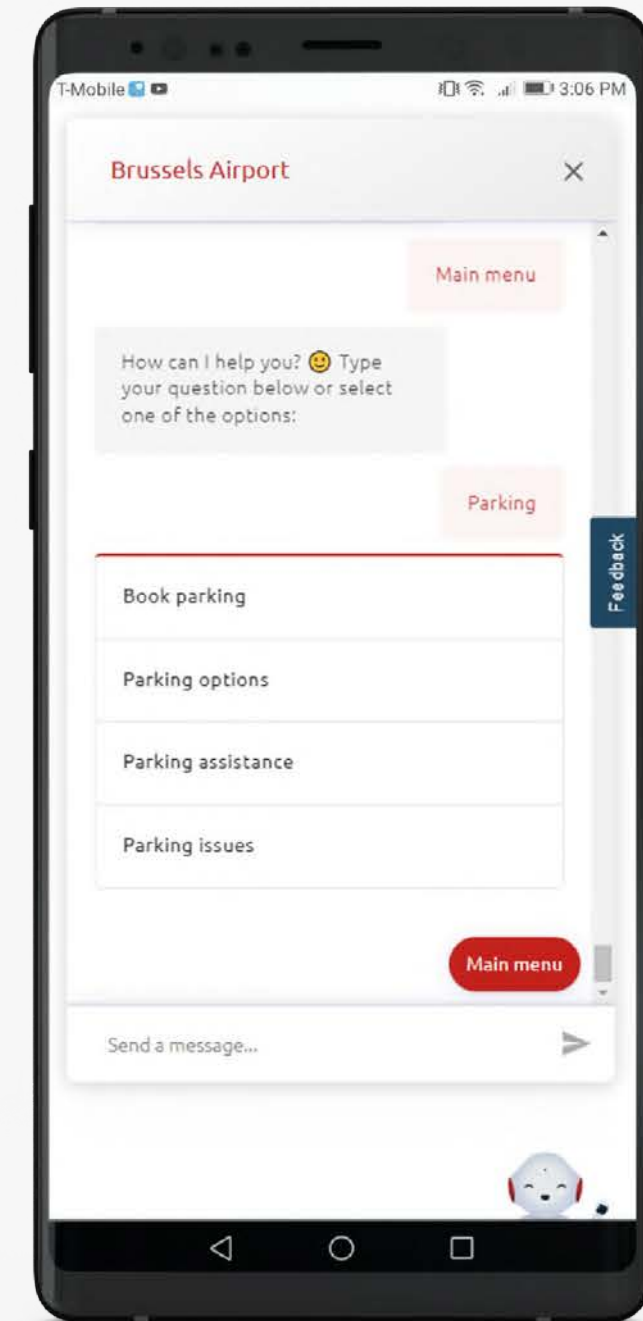 T-Mobile 3:06 PM
Brussels Airport
Main menu
How can I help you? 🙂 Type
your question below or select
one of the options:
Parking
Feedback
Book parking
Parking options
Parking assistance
Parking issues
Main menu
Send a message...